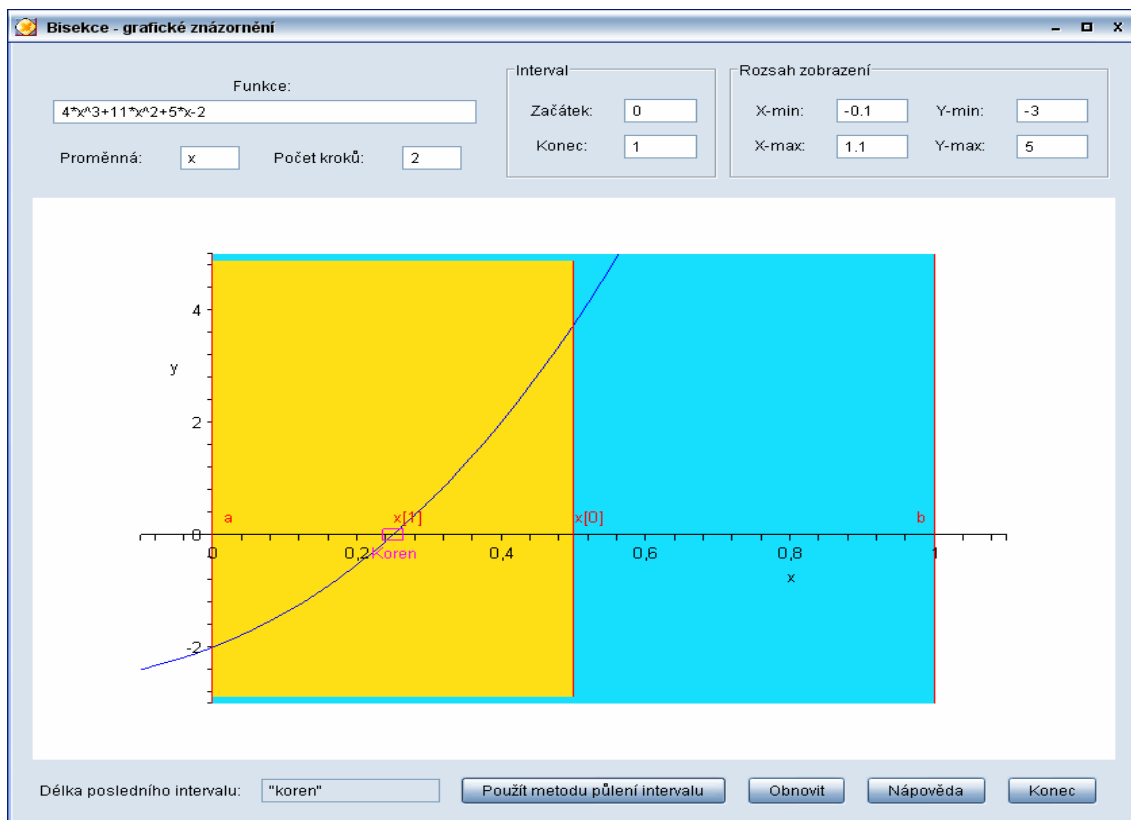 Bisekce - grafické znázornění
Funkce:
4*x^3+11*x^2+5*x-2
Proměnná: x Počet kroků: 2
Interval
Začátek: 0
Konec: 1
Rozsah zobrazení
X-min: -0.1 Y-min: -3
X-max: 1.1 Y-max: 5
4
y
2
a x[1] x[0] b
0
0 0,2 Koren 0,4 0,6 0,8 1
x
-2
Délka posledního intervalu: "koren" Použít metodu půlení intervalu Obnovit Nápověda Konec